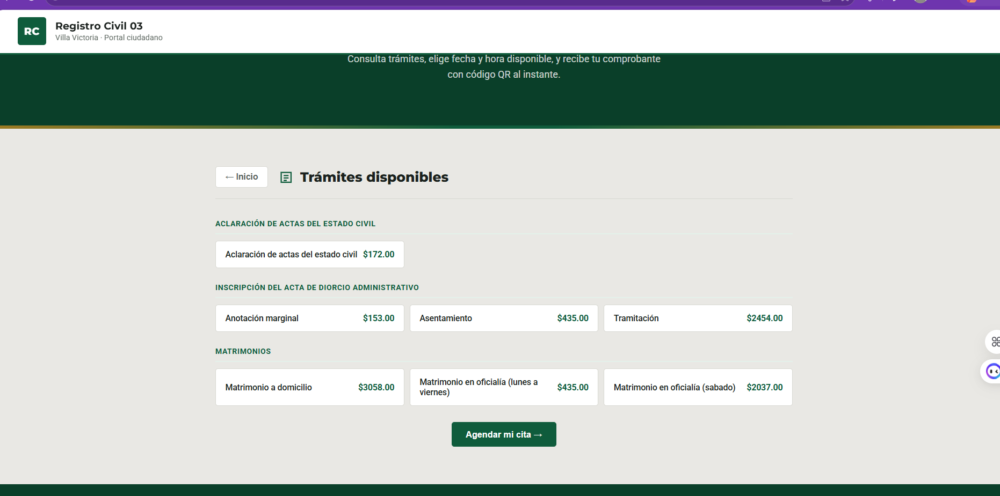 RC
Registro Civil 03
Villa Victoria · Portal ciudadano
Consulta trámites, elige fecha y hora disponible, y recibe tu comprobante
con código QR al instante.
← Inicio
Trámites disponibles
ACLARACIÓN DE ACTAS DEL ESTADO CIVIL
Aclaración de actas del estado civil $172.00
INSCRIPCIÓN DEL ACTA DE DIORCIO ADMINISTRATIVO
Anotación marginal $153.00
Asentamiento $435.00
Tramitación $2454.00
MATRIMONIOS
Matrimonio a domicilio $3058.00
Matrimonio en oficialía (lunes a
viernes) $435.00
Matrimonio en oficialía (sabado) $2037.00
Agendar mi cita →